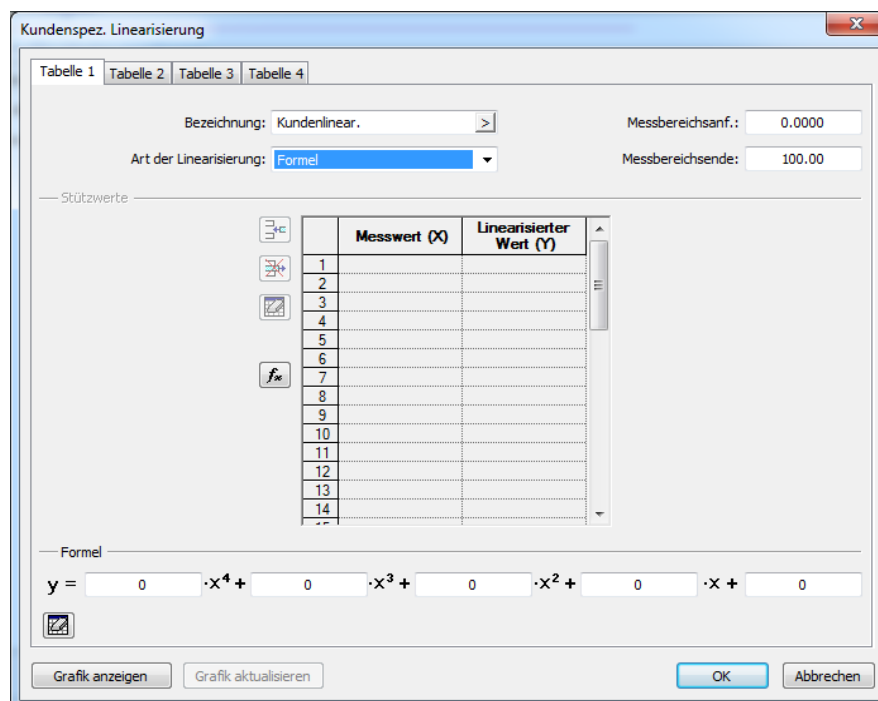 Kundenspez. Linearisierung
Tabelle 1 Tabelle 2 Tabelle 3 Tabelle 4
Bezeichnung: Kundenlinear. > Messbereichsanf.: 0.0000
Art der Linearisierung: Formel Messbereichsende: 100.00
Stützwerte
Messwert (X) Linearisierter Wert (Y)
1
2
3
4
5
6
fx 7
8
9
10
11
12
13
14
15
Formel
y = 0 ·x⁴ + 0 ·x³ + 0 ·x² + 0 ·x + 0
Grafik anzeigen Grafik aktualisieren OK Abbrechen